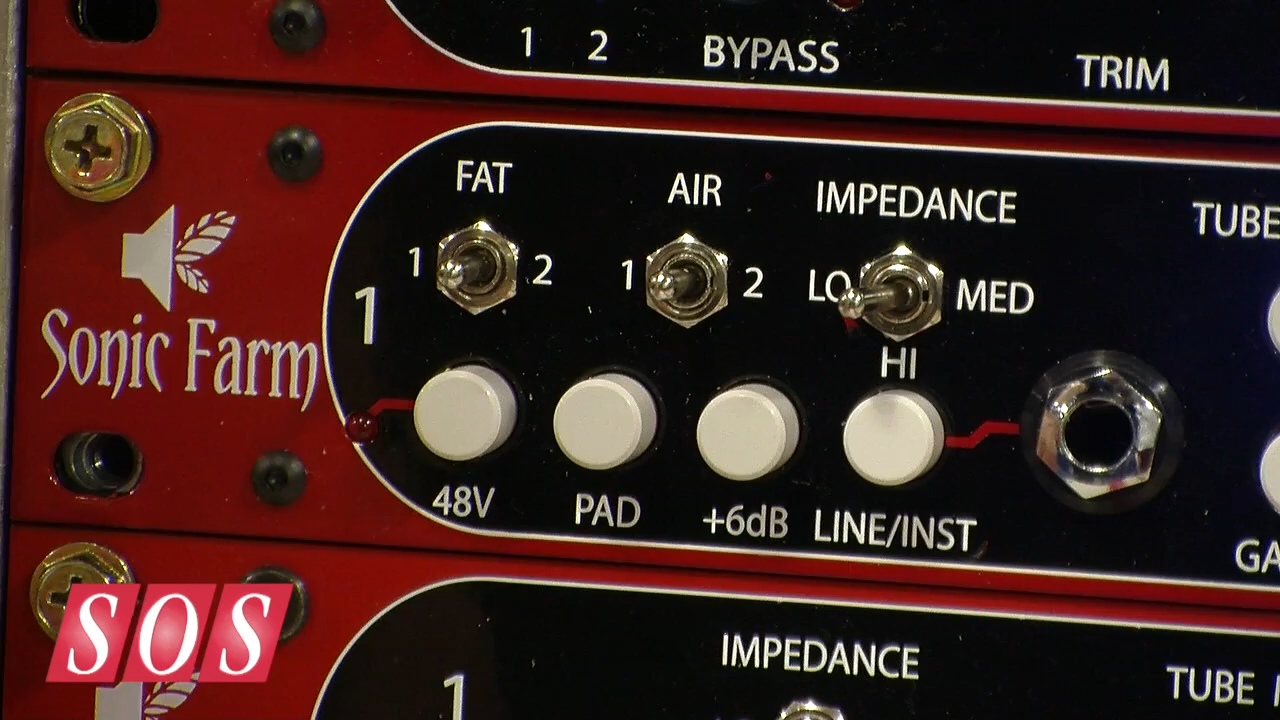 1 2 BYPASS TRIM
FAT AIR IMPEDANCE TUBE
1 2 1 2 LO MED
1
HI
Sonic Farm
48V PAD +6dB LINE/INST
SOS
IMPEDANCE
1 TUBE